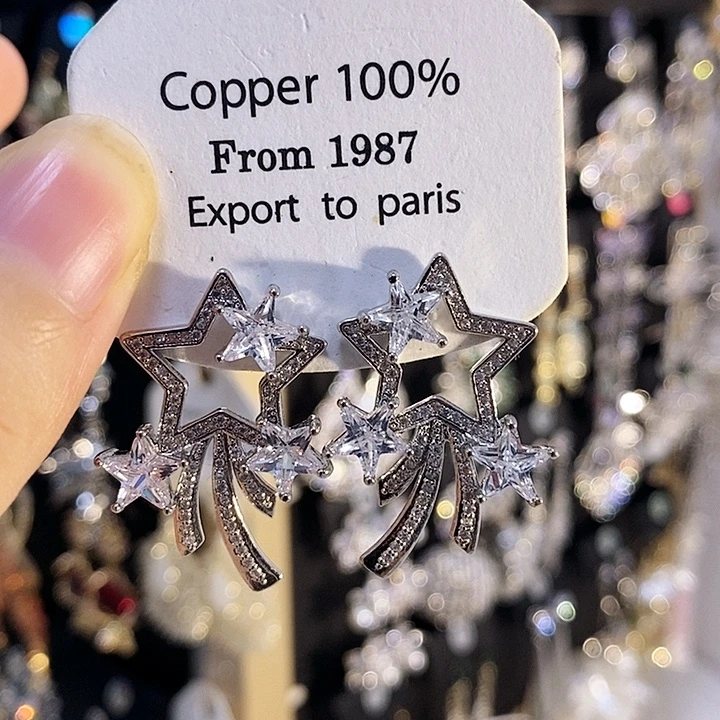 Copper 100%
From 1987
Export to paris